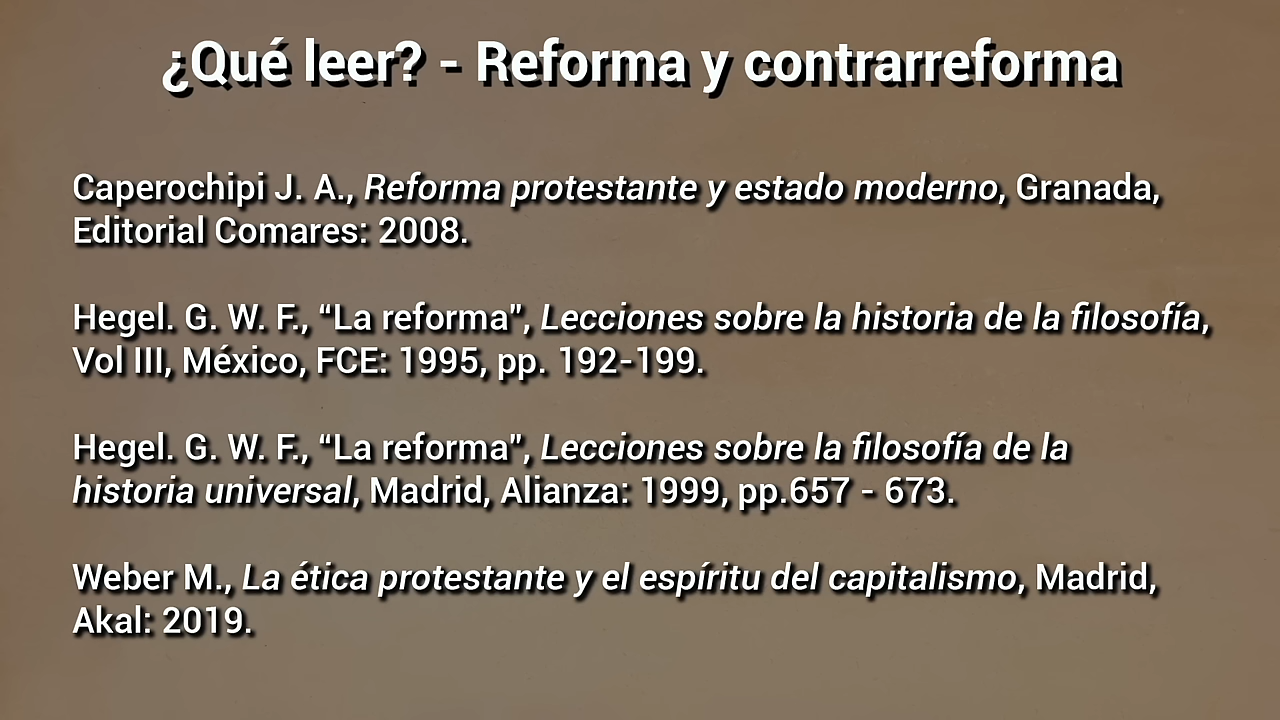 ¿Qué leer? - Reforma y contrarreforma
Caperochipi J. A., Reforma protestante y estado moderno, Granada,
Editorial Comares: 2008.
Hegel. G. W. F., “La reforma”, Lecciones sobre la historia de la filosofía,
Vol III, México, FCE: 1995, pp. 192-199.
Hegel. G. W. F., “La reforma”, Lecciones sobre la filosofía de la
historia universal, Madrid, Alianza: 1999, pp.657 - 673.
Weber M., La ética protestante y el espíritu del capitalismo, Madrid,
Akal: 2019.